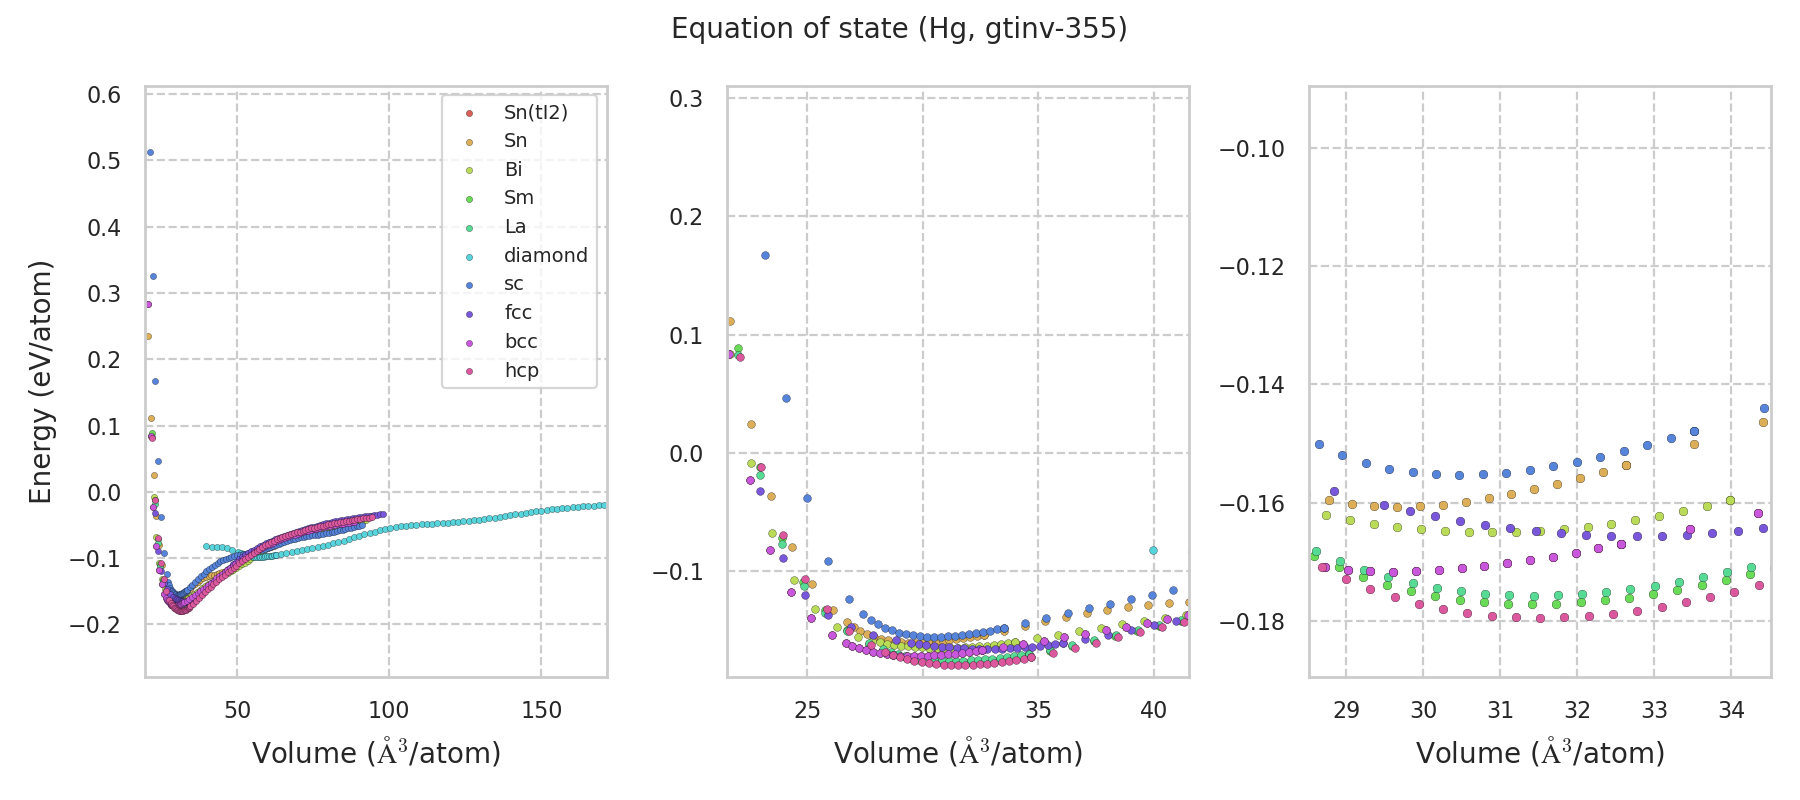 Equation of state (Hg, gtinv-355)
Energy (eV/atom)
0.6
0.5
0.4
0.3
0.2
0.1
0.0
−0.1
−0.2
50
100
150
Volume (Å³/atom)
Sn(tI2)
Sn
Bi
Sm
La
diamond
sc
fcc
bcc
hcp
0.3
0.2
0.1
0.0
−0.1
25
30
35
40
Volume (Å³/atom)
−0.10
−0.12
−0.14
−0.16
−0.18
29
30
31
32
33
34
Volume (Å³/atom)